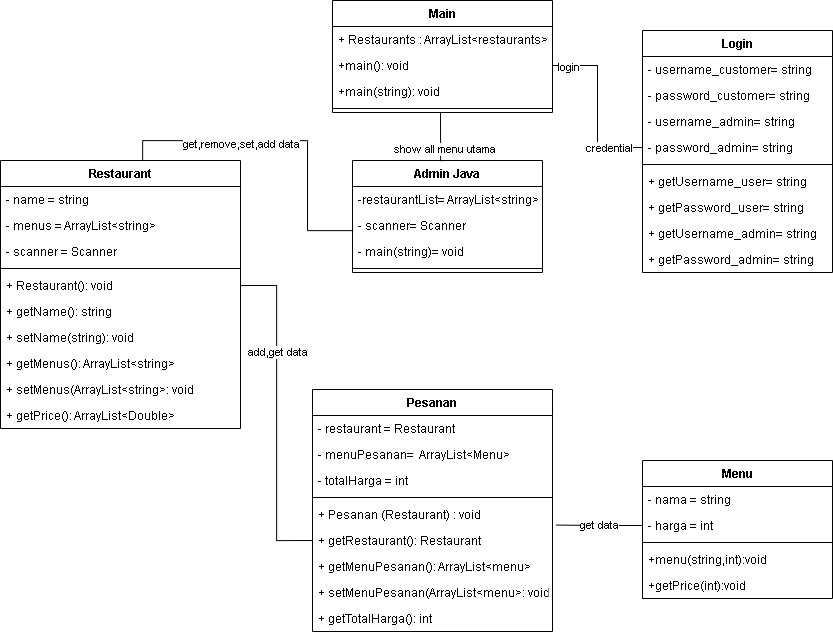 Main
+ Restaurants : ArrayList<restaurants>
+main(): void
+main(string): void
login
credential
Login
- username_customer= string
- password_customer= string
- username_admin= string
- password_admin= string
+ getUsername_user= string
+ getPassword_user= string
+ getUsername_admin= string
+ getPassword_admin= string
get,remove,set,add data
show all menu utama
Restaurant
- name = string
- menus = ArrayList<string>
- scanner = Scanner
+ Restaurant(): void
+ getName(): string
+ setName(string): void
+ getMenus(): ArrayList<string>
+ setMenus(ArrayList<string>: void
+ getPrice(): ArrayList<Double>
Admin Java
-restaurantList= ArrayList<string>
- scanner= Scanner
- main(string)= void
add,get data
Pesanan
- restaurant = Restaurant
- menuPesanan= ArrayList<Menu>
- totalHarga = int
+ Pesanan (Restaurant) : void
+ getRestaurant(): Restaurant
+ getMenuPesanan(): ArrayList<menu>
+ setMenuPesanan(ArrayList<menu>: void
+ getTotalHarga(): int
get data
Menu
- nama = string
- harga = int
+menu(string,int):void
+getPrice(int):void